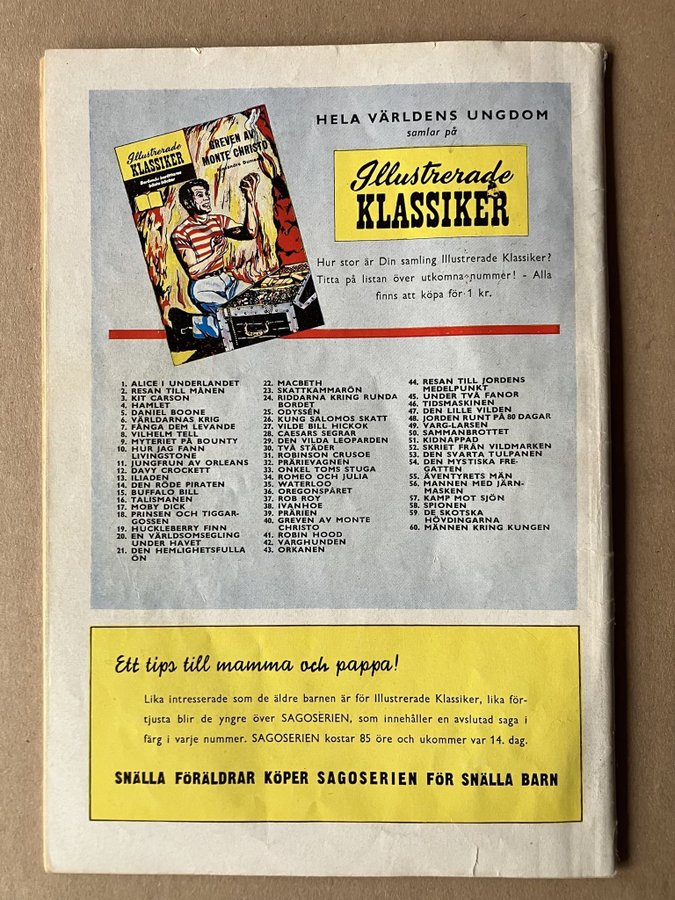 Illustrerade
KLASSIKER
GREVEN AV
MONTE CHRISTO
HELA VÄRLDENS UNGDOM
samlar på
Illustrerade
KLASSIKER
Hur stor är Din samling Illustrerade Klassiker?
Titta på listan över utkomna nummer! - Alla
finns att köpa för 1 kr.
1. ALICE I UNDERLANDET
2. RESAN TILL MÅNEN
3. KIT CARSON
4. HAMLET
5. DANIEL BOONE
6. VÄRLDARNAS KRIG
7. FÅNGA DEM LEVANDE
8. VILHELM TELL
9. MYTERIET PÅ BOUNTY
10. HUR JAG FANN
LIVINGSTONE
11. JUNGFRUN AV ORLEANS
12. DAVY CROCKETT
13. ILIADEN
14. DEN RÖDE PIRATEN
15. BUFFALO BILL
16. TALISMANEN
17. MOBY DICK
18. PRINSEN OCH TIGGAR-
GOSSEN
19. HUCKLEBERRY FINN
20. EN VÄRLDSOMSEGLING
UNDER HAVET
21. DEN HEMLIGHETSFULLA
ÖN
22. MACBETH
23. SKATTKAMMARÖN
24. RIDDARNA KRING RUNDA
BORDET
25. ODYSSÉN
26. KUNG SALOMOS SKATT
27. VILDE BILL HICKOK
28. CAESARS SEGRAR
29. DEN VILDA LEOPARDEN
30. TVÅ STÄDER
31. ROBINSON CRUSOE
32. PRÄRIEVAGNEN
33. ONKEL TOMS STUGA
34. ROMEO OCH JULIA
35. WATERLOO
36. OREGONSPÅRET
37. ROB ROY
38. IVANHOE
39. PRÄRIEN
40. GREVEN AV MONTE
CHRISTO
41. ROBIN HOOD
42. VARGHUNDEN
43. ORKANEN
44. RESAN TILL JORDENS
MEDELPUNKT
45. UNDER TVÅ FANOR
46. TIDSMASKINEN
47. DEN LILLE VILDEN
48. JORDEN RUNT PÅ 80 DAGAR
49. VARG-LARSEN
50. SAMMANBROTTET
51. KIDNAPPAD
52. SKRIET FRÅN VILDMARKEN
53. DEN SVARTA TULPANEN
54. DEN MYSTISKA FRE-
GATTEN
55. ÄVENTYRETS MÄN
56. MANNEN MED JÄRN-
MASKEN
57. KAMP MOT SJÖN
58. SPIONEN
59. DE SKOTSKA
HÖVDINGARNA
60. MÄNNEN KRING KUNGEN
Ett tips till mamma och pappa!
Lika intresserade som de äldre barnen är för Illustrerade Klassiker, lika för-
tjusta blir de yngre över SAGOSERIEN, som innehåller en avslutad saga i
färg i varje nummer. SAGOSERIEN kostar 85 öre och ukommer var 14. dag.
SNÄLLA FÖRÄLDRAR KÖPER SAGOSERIEN FÖR SNÄLLA BARN